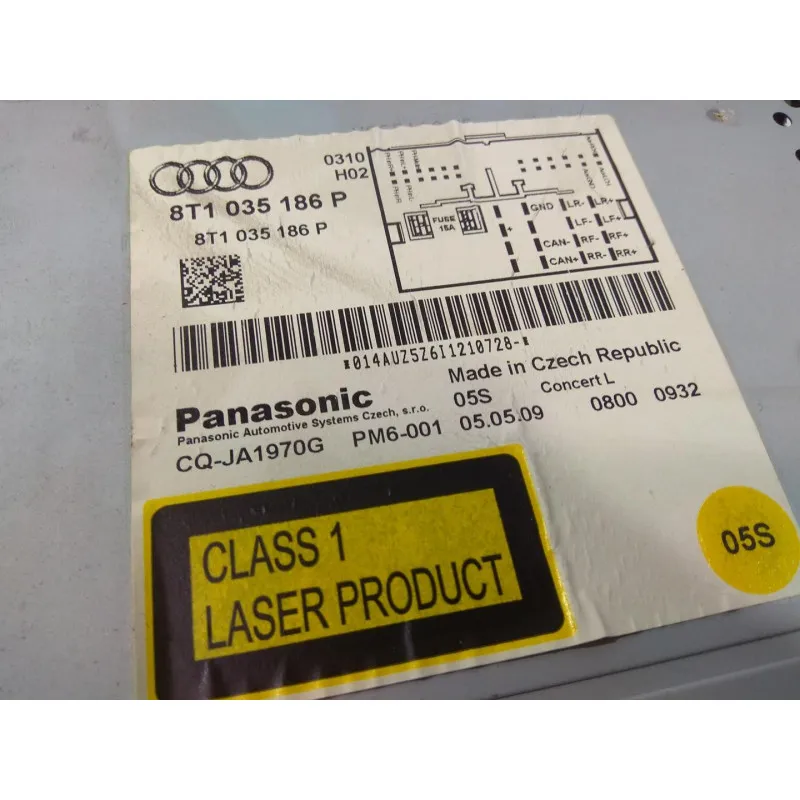 0310
H02
8T1 035 186 P
8T1 035 186 P
FUSE
15A
+
GND LR- LR+
LF- LF+
CAN- RF- RF+
CAN+ RR- RR+
*014AUZ5Z6I1210728-*
Panasonic
Made in Czech Republic
Panasonic Automotive Systems Czech, s.r.o.
05S Concert L
CQ-JA1970G PM6-001 05.05.09 0800 0932
CLASS 1
LASER PRODUCT
05S